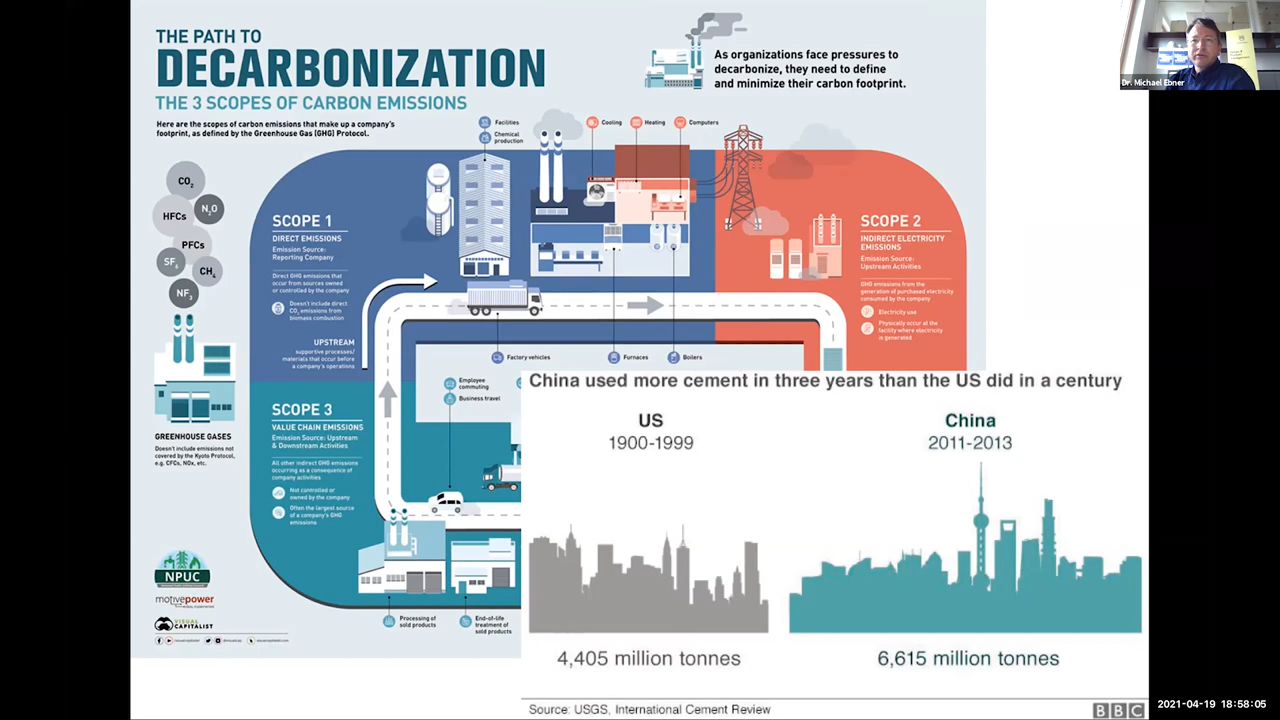 THE PATH TO
DECARBONIZATION
THE 3 SCOPES OF CARBON EMISSIONS
Here are the scopes of carbon emissions that make up a company's
footprint, as defined by the Greenhouse Gas (GHG) Protocol.
As organizations face pressures to
decarbonize, they need to define
and minimize their carbon footprint.
Dr. Michael Ebner
Facilities
Chemical
production
Cooling
Heating
Computers
CO2
HFCs
N2O
PFCs
SF6
CH4
NF3
GREENHOUSE GASES
Doesn't include emissions not
covered by the Kyoto Protocol,
e.g. CFCs, NOx, etc.
SCOPE 1
DIRECT EMISSIONS
Emission Source:
Reporting Company
Direct GHG emissions that
occur from sources owned
or controlled by the company
Doesn't include direct
CO2 emissions from
biomass combustion
UPSTREAM
supportive processes/
materials that occur before
a company's operations
SCOPE 2
INDIRECT ELECTRICITY
EMISSIONS
Emission Source:
Upstream Activities
GHG emissions from the
generation of purchased electricity
consumed by the company
Electricity use
Physically occur at the
facility where electricity
is generated
Factory vehicles
Furnaces
Boilers
Employee
commuting
Business travel
SCOPE 3
VALUE CHAIN EMISSIONS
Emission Source: Upstream
& Downstream Activities
All other indirect GHG emissions
occurring as a consequence of
company activities
Not controlled or
owned by the company
Often the largest source
of a company's GHG
emissions
Processing of
sold products
End-of-life
treatment of
sold products
NPUC
motivepower
VISUAL
CAPITALIST
China used more cement in three years than the US did in a century
US
1900-1999
China
2011-2013
4,405 million tonnes
6,615 million tonnes
Source: USGS, International Cement Review
BBC
2021-04-19 18:58:05